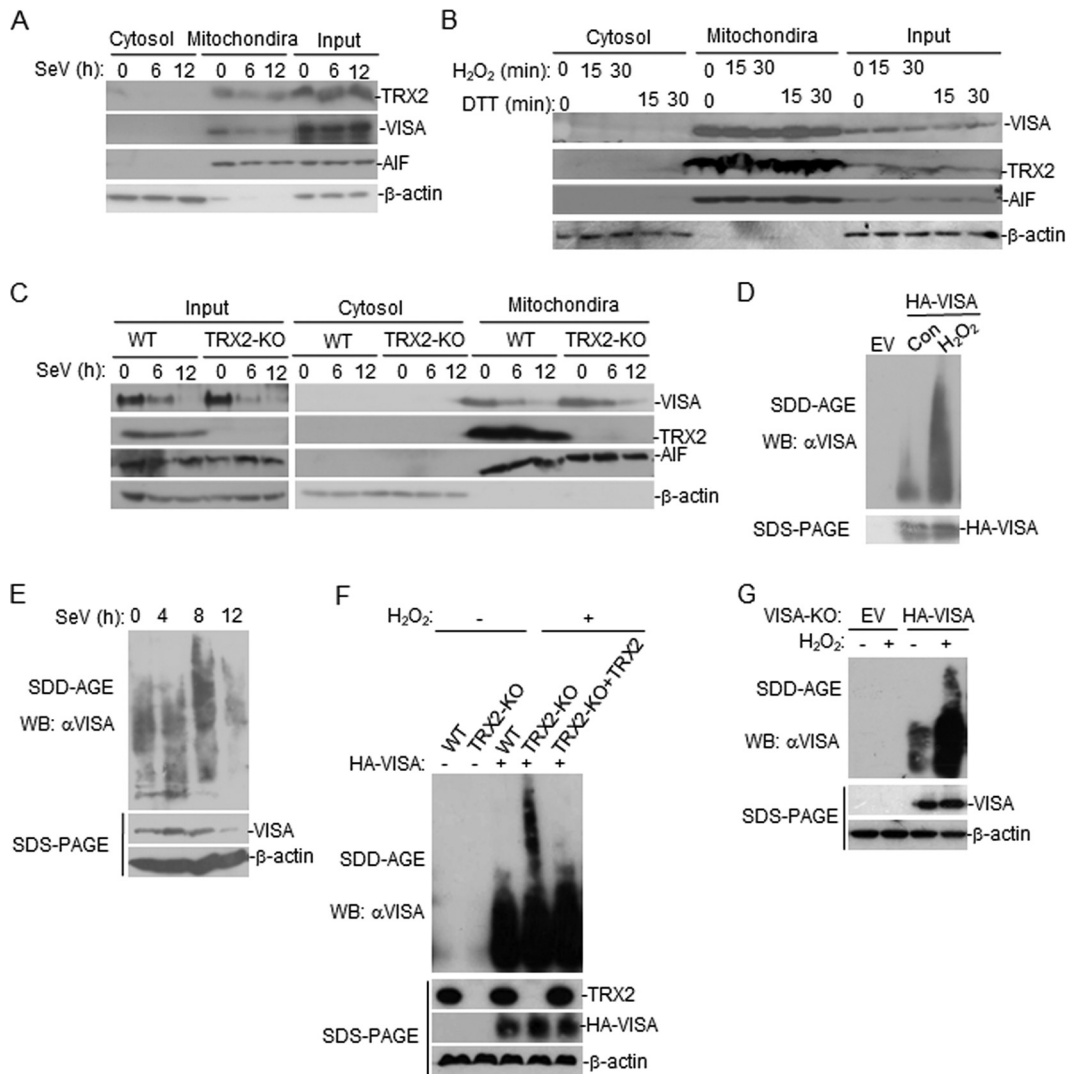 A
Cytosol Mitochondira Input
SeV (h): 0 6 12 0 6 12 0 6 12
-TRX2
-VISA
-AIF
-β-actin
B
Cytosol Mitochondira Input
H₂O₂ (min): 0 15 30 0 15 30 0 15 30
DTT (min): 0 15 30 0 15 30 0 15 30
-VISA
-TRX2
-AIF
-β-actin
C
Input Cytosol Mitochondira
WT TRX2-KO WT TRX2-KO WT TRX2-KO
SeV (h): 0 6 12 0 6 12 0 6 12 0 6 12 0 6 12 0 6 12
-VISA
-TRX2
-AIF
-β-actin
D
HA-VISA
EV Con H₂O₂
SDD-AGE
WB: αVISA
SDS-PAGE -HA-VISA
E
SeV (h): 0 4 8 12
SDD-AGE
WB: αVISA
SDS-PAGE
-VISA
-β-actin
F
H₂O₂: - +
WT TRX2-KO WT TRX2-KO TRX2-KO+TRX2
HA-VISA: - - + + +
SDD-AGE
WB: αVISA
SDS-PAGE
-TRX2
-HA-VISA
-β-actin
G
VISA-KO: EV HA-VISA
H₂O₂: - + - +
SDD-AGE
WB: αVISA
SDS-PAGE
-VISA
-β-actin